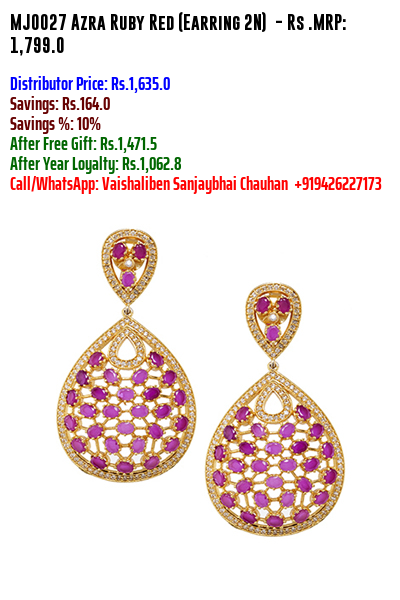 MJ0027 Azra Ruby Red (Earring 2N) - Rs .MRP:
1,799.0
Distributor Price: Rs.1,635.0
Savings: Rs.164.0
Savings %: 10%
After Free Gift: Rs.1,471.5
After Year Loyalty: Rs.1,062.8
Call/WhatsApp: Vaishaliben Sanjaybhai Chauhan +919426227173